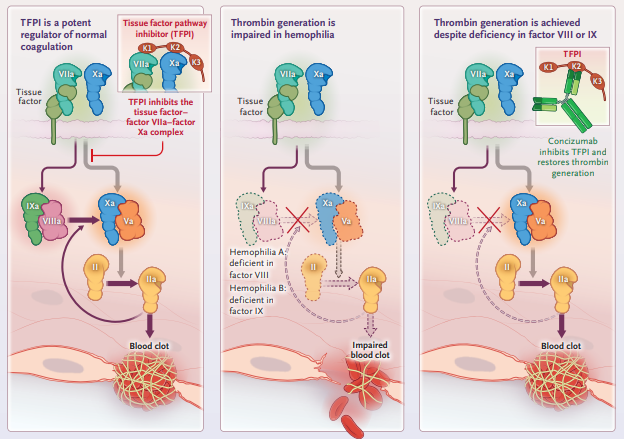 TFPI is a potent
regulator of normal
coagulation
Tissue factor pathway
inhibitor (TFPI)
K1
K2
K3
VIIa
Xa
VIIa
Xa
Tissue
factor
TFPI inhibits the
tissue factor–
factor VIIa–factor
Xa complex
IXa
VIIIa
Xa
Va
II
IIa
Blood clot
Thrombin generation is
impaired in hemophilia
VIIa
Xa
Tissue
factor
IXa
VIIIa
Xa
Va
Hemophilia A:
deficient in
factor VIII
Hemophilia B:
deficient in
factor IX
II
IIa
Impaired
blood clot
Thrombin generation is achieved
despite deficiency in factor VIII or IX
TFPI
K1
K2
K3
VIIa
Xa
Tissue
factor
Concizumab
inhibits TFPI and
restores thrombin
generation
IXa
VIIIa
Xa
Va
II
IIa
Blood clot